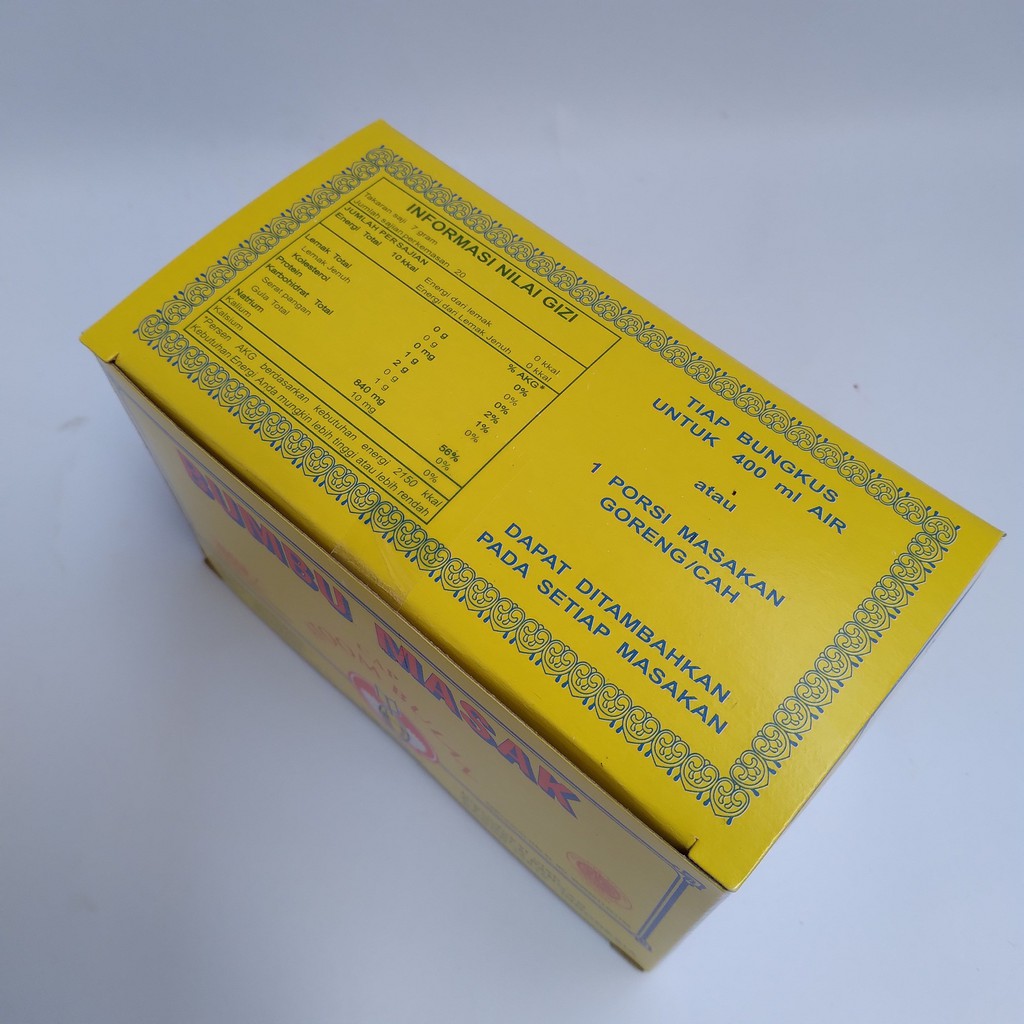 INFORMASI NILAI GIZI
Takaran saji 7 gram
Jumlah sajian perkemasan 20
JUMLAH PERSAJIAN
Energi Total 10 kkal Energi dari lemak 0 kkal
Energi dari Lemak Jenuh 0 kkal
% AKG*
Lemak Total 0 g 0%
Lemak Jenuh 0 g 0%
Kolesterol 0 mg 0%
Protein 1 g 2%
Karbohidrat Total 2 g 1%
Serat pangan 0 g 0%
Gula Total 1 g
Natrium 840 mg 56%
Kalium 10 mg 0%
Kalsium 0%
*Persen AKG berdasarkan kebutuhan energi 2150 kkal
Kebutuhan Energi Anda mungkin lebih tinggi atau lebih rendah
TIAP BUNGKUS
UNTUK 400 ml AIR
atau
1 PORSI MASAKAN
GORENG/CAH
DAPAT DITAMBAHKAN
PADA SETIAP MASAKAN
BUMBU MASAK